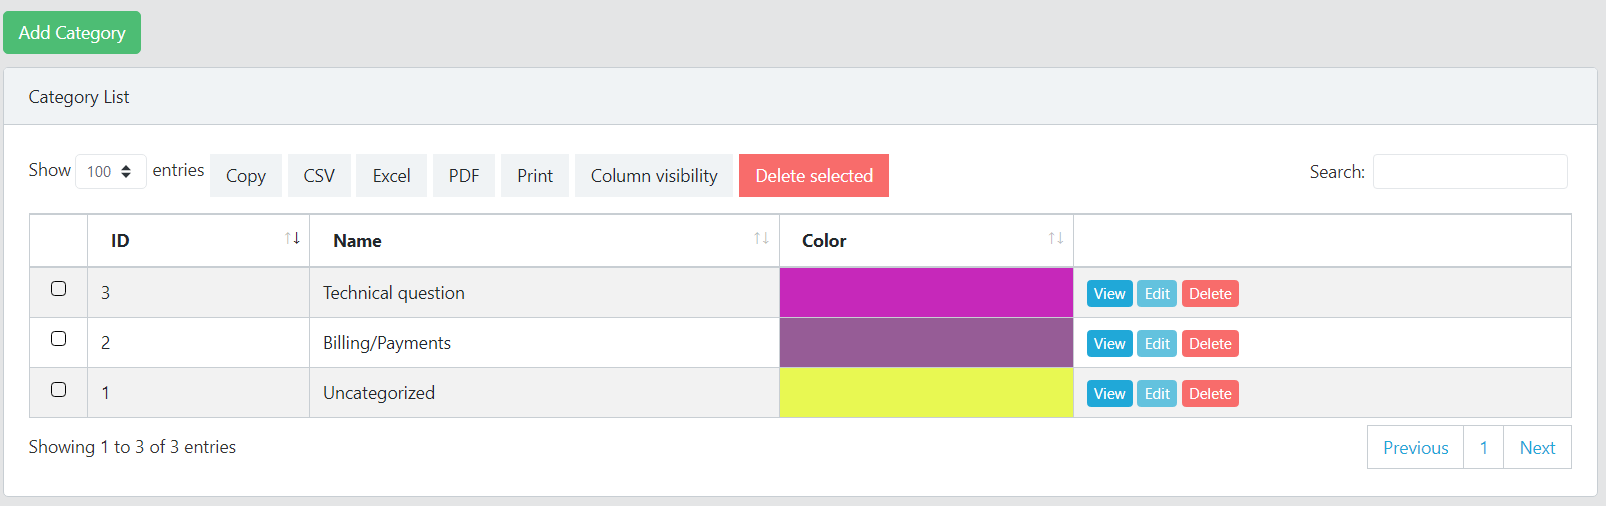 Add Category
Category List
Show 100 entries Copy CSV Excel PDF Print Column visibility Delete selected Search:
ID Name Color
3 Technical question View Edit Delete
2 Billing/Payments View Edit Delete
1 Uncategorized View Edit Delete
Showing 1 to 3 of 3 entries Previous 1 Next